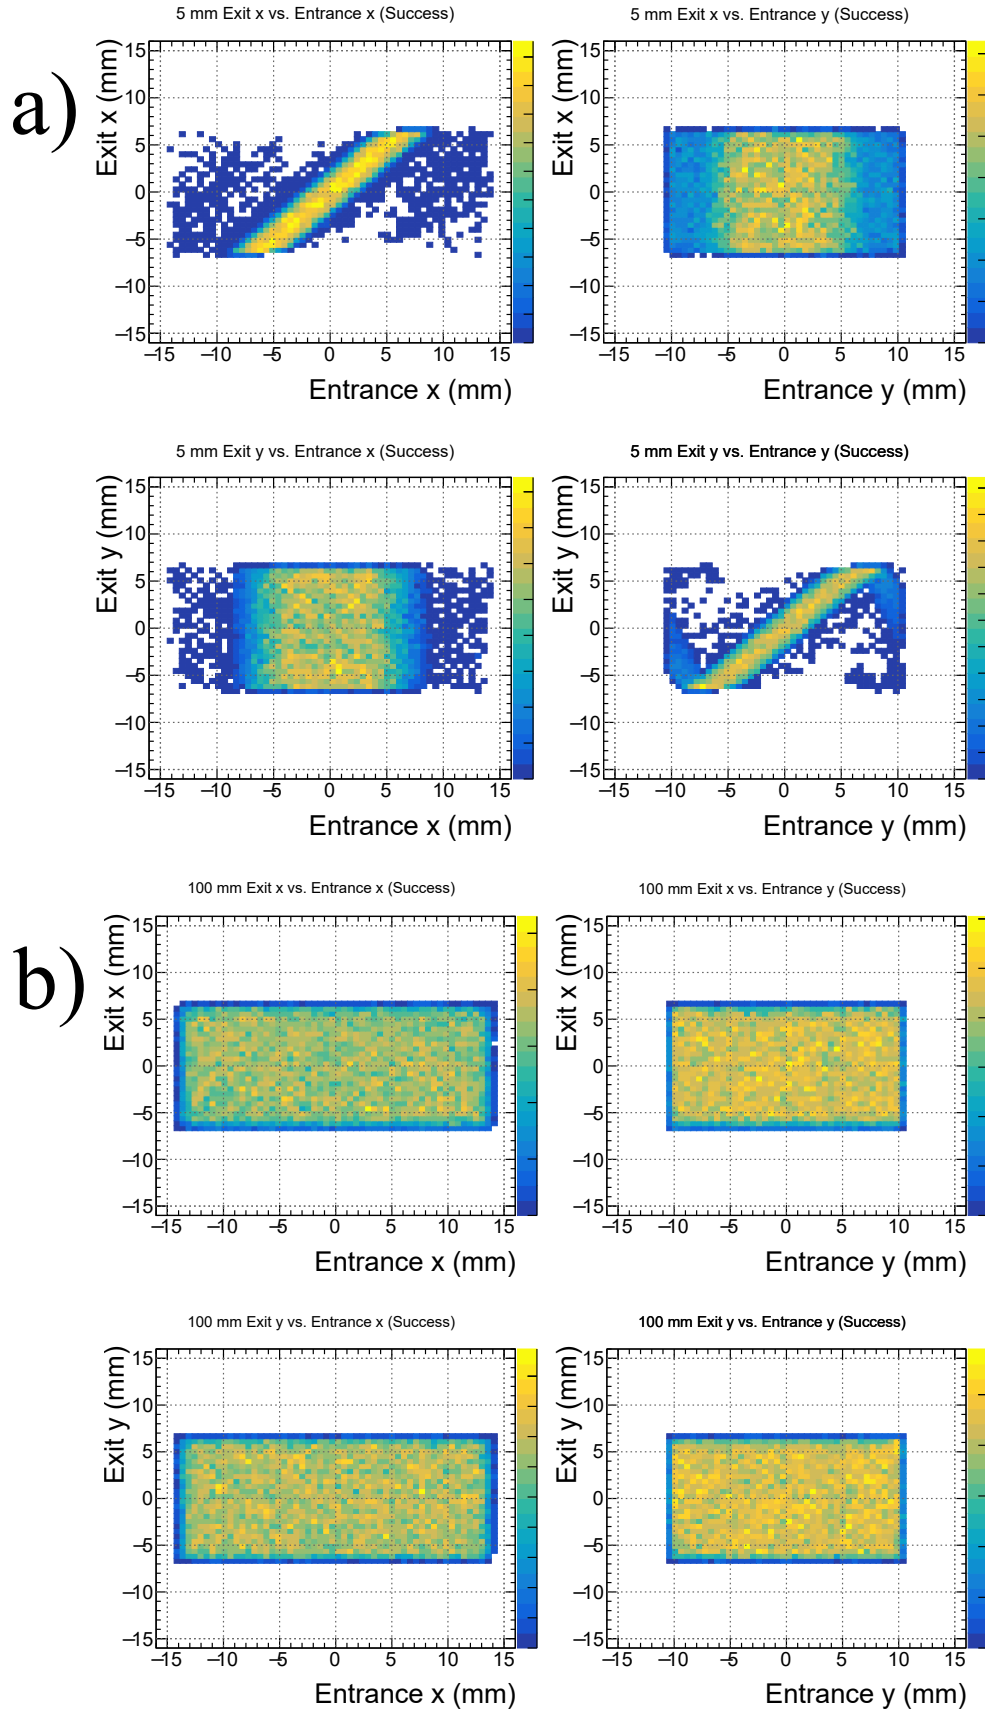 a)
5 mm Exit x vs. Entrance x (Success)
Exit x (mm)
15
10
5
0
−5
−10
−15
−15 −10 −5 0 5 10 15
Entrance x (mm)
5 mm Exit x vs. Entrance y (Success)
Exit x (mm)
15
10
5
0
−5
−10
−15
−15 −10 −5 0 5 10 15
Entrance y (mm)
5 mm Exit y vs. Entrance x (Success)
Exit y (mm)
15
10
5
0
−5
−10
−15
−15 −10 −5 0 5 10 15
Entrance x (mm)
5 mm Exit y vs. Entrance y (Success)
Exit y (mm)
15
10
5
0
−5
−10
−15
−15 −10 −5 0 5 10 15
Entrance y (mm)
b)
100 mm Exit x vs. Entrance x (Success)
Exit x (mm)
15
10
5
0
−5
−10
−15
−15 −10 −5 0 5 10 15
Entrance x (mm)
100 mm Exit x vs. Entrance y (Success)
Exit x (mm)
15
10
5
0
−5
−10
−15
−15 −10 −5 0 5 10 15
Entrance y (mm)
100 mm Exit y vs. Entrance x (Success)
Exit y (mm)
15
10
5
0
−5
−10
−15
−15 −10 −5 0 5 10 15
Entrance x (mm)
100 mm Exit y vs. Entrance y (Success)
Exit y (mm)
15
10
5
0
−5
−10
−15
−15 −10 −5 0 5 10 15
Entrance y (mm)